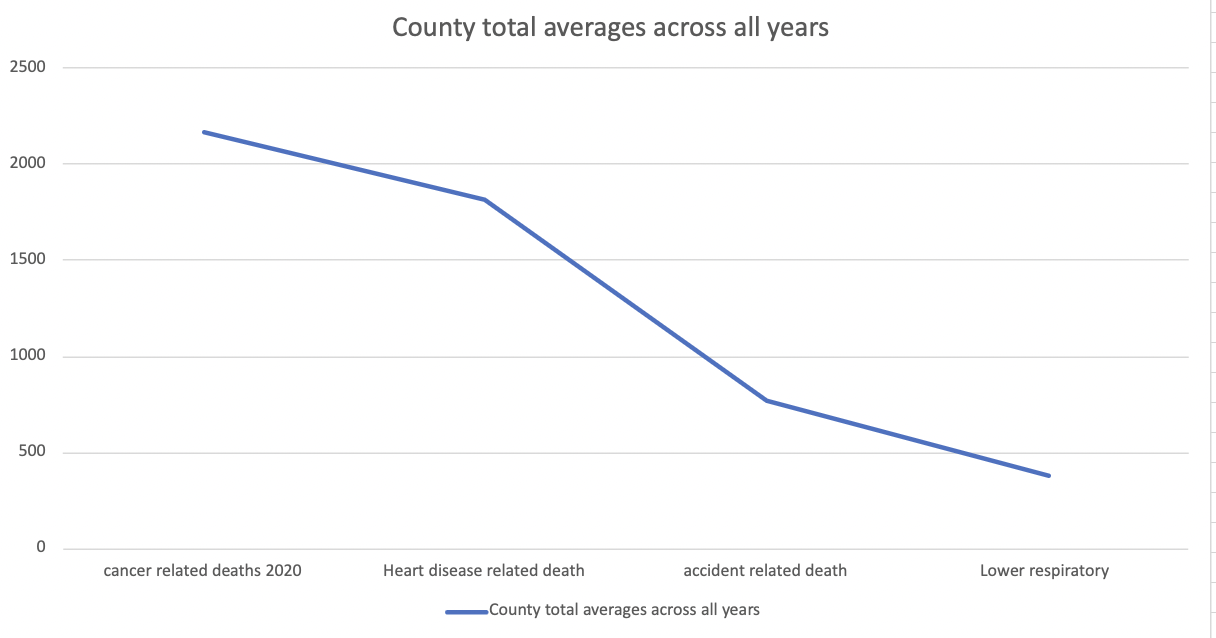 County total averages across all years
2500
2000
1500
1000
500
0
cancer related deaths 2020
Heart disease related death
accident related death
Lower respiratory
County total averages across all years